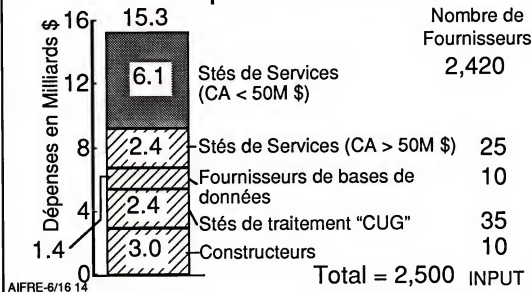 Nombre de
Fournisseurs
Dépenses en Milliards $
16
12
8
4
0
15.3
6.1
Stés de Services
(CA < 50M $)
2,420
2.4
Stés de Services (CA > 50M $)
25
1.4
Fournisseurs de bases de
données
10
2.4
Stés de traitement “CUG”
35
3.0
Constructeurs
10
Total = 2,500
INPUT
AIFRE-6/16 14